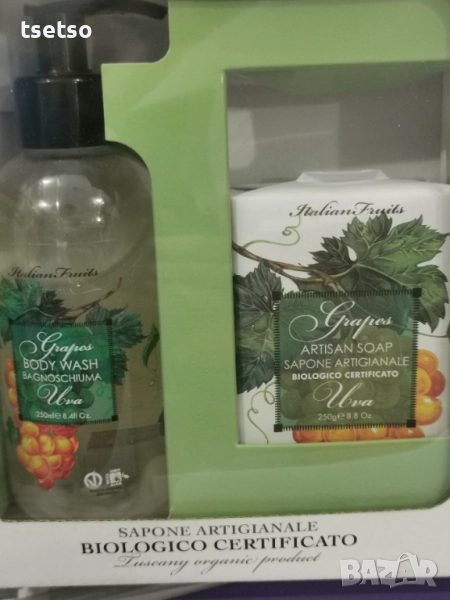 tsetso
Italian Fruits
Grapes
BODY WASH
BAGNOSCHIUMA
Uva
250ml e 8.4fl Oz.
Italian Fruits
Grapes
ARTISAN SOAP
SAPONE ARTIGIANALE
BIOLOGICO CERTIFICATO
Uva
250g e 8.8 Oz.
SAPONE ARTIGIANALE
BIOLOGICO CERTIFICATO
Tuscany organic product
BAZAR